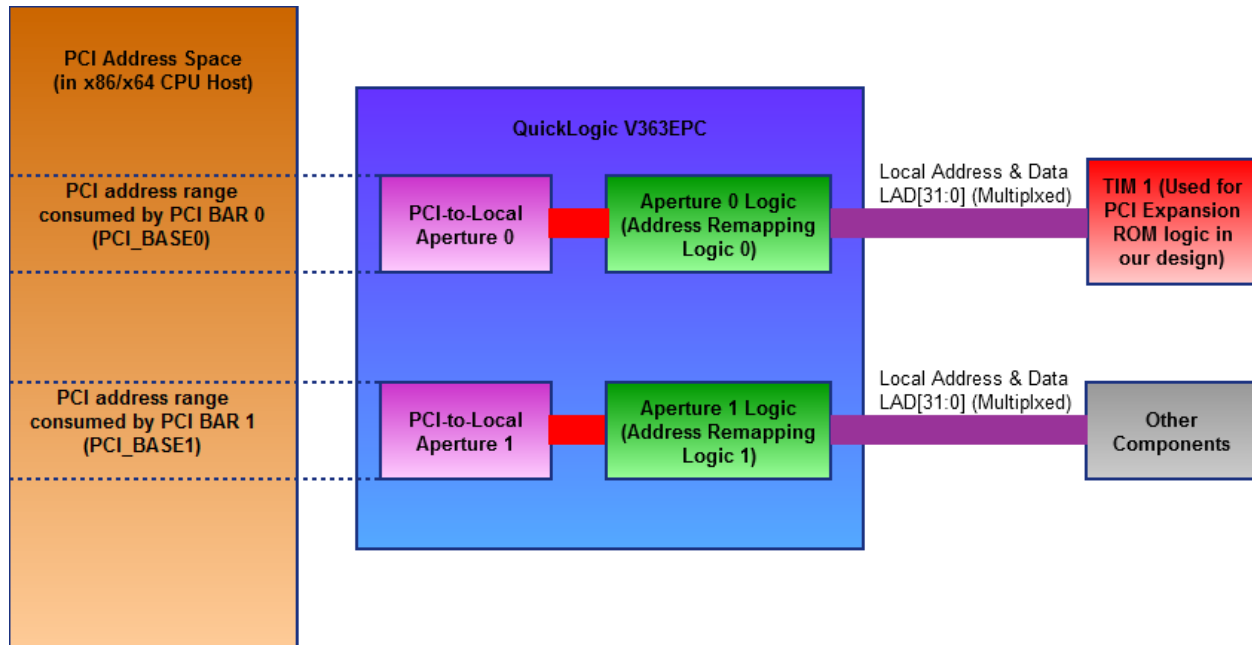 PCI Address Space
(in x86/x64 CPU Host)
QuickLogic V363EPC
PCI address range
consumed by PCI BAR 0
(PCI_BASE0)
PCI-to-Local
Aperture 0
Aperture 0 Logic
(Address Remapping
Logic 0)
Local Address & Data
LAD[31:0] (Multiplxed)
TIM 1 (Used for
PCI Expansion
ROM logic in
our design)
PCI address range
consumed by PCI BAR 1
(PCI_BASE1)
PCI-to-Local
Aperture 1
Aperture 1 Logic
(Address Remapping
Logic 1)
Local Address & Data
LAD[31:0] (Multiplxed)
Other
Components